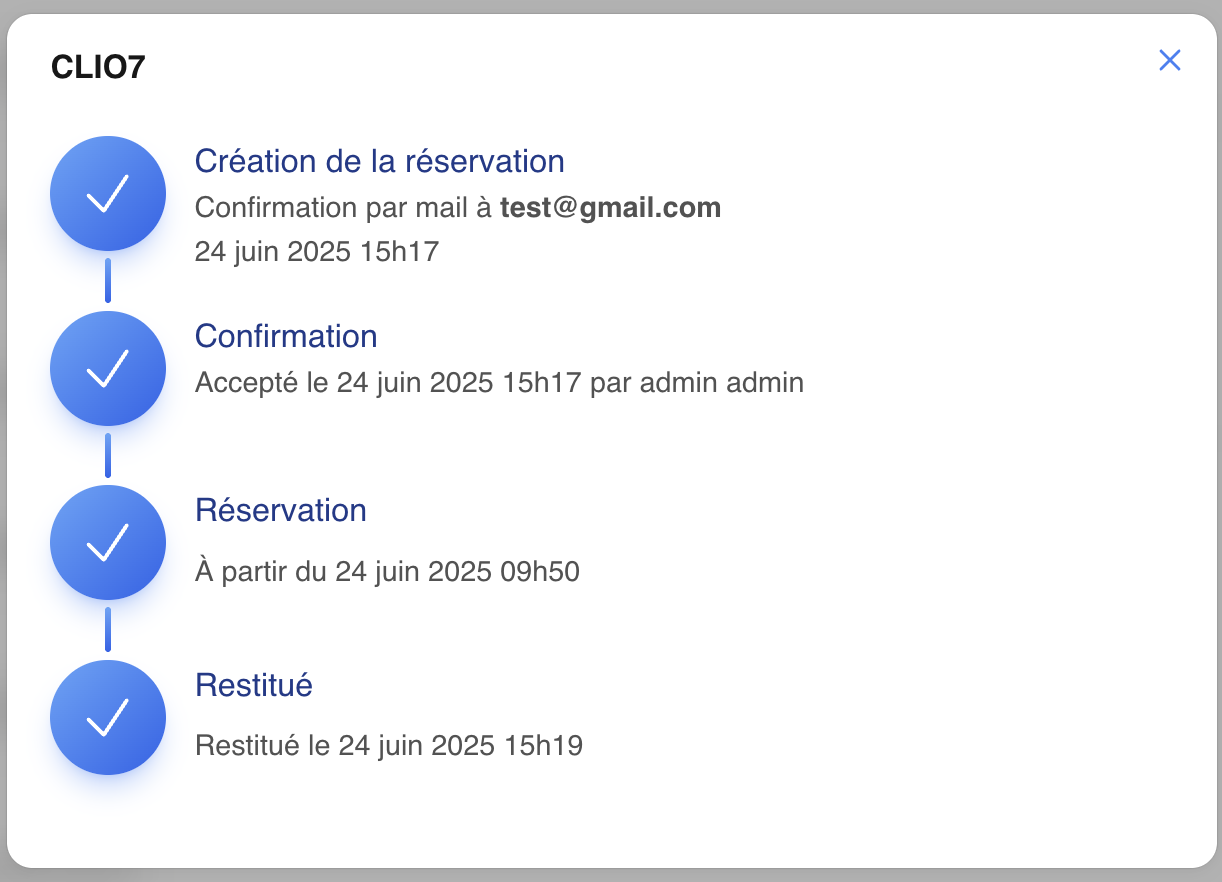 CLIO7
Création de la réservation
Confirmation par mail à test@gmail.com
24 juin 2025 15h17
Confirmation
Accepté le 24 juin 2025 15h17 par admin admin
Réservation
À partir du 24 juin 2025 09h50
Restitué
Restitué le 24 juin 2025 15h19